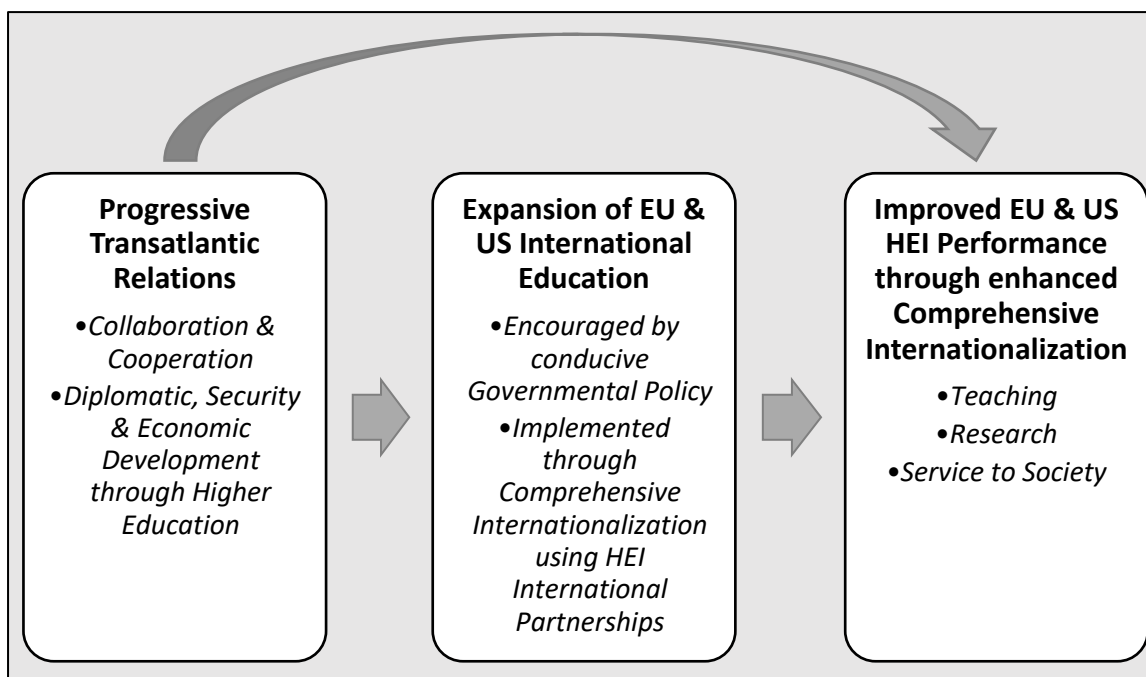 Progressive
Transatlantic
Relations
•Collaboration &
Cooperation
•Diplomatic, Security
& Economic
Development
through Higher
Education
Expansion of EU &
US International
Education
•Encouraged by
conducive
Governmental Policy
•Implemented
through
Comprehensive
Internationalization
using HEI
International
Partnerships
Improved EU & US
HEI Performance
through enhanced
Comprehensive
Internationalization
•Teaching
•Research
•Service to Society